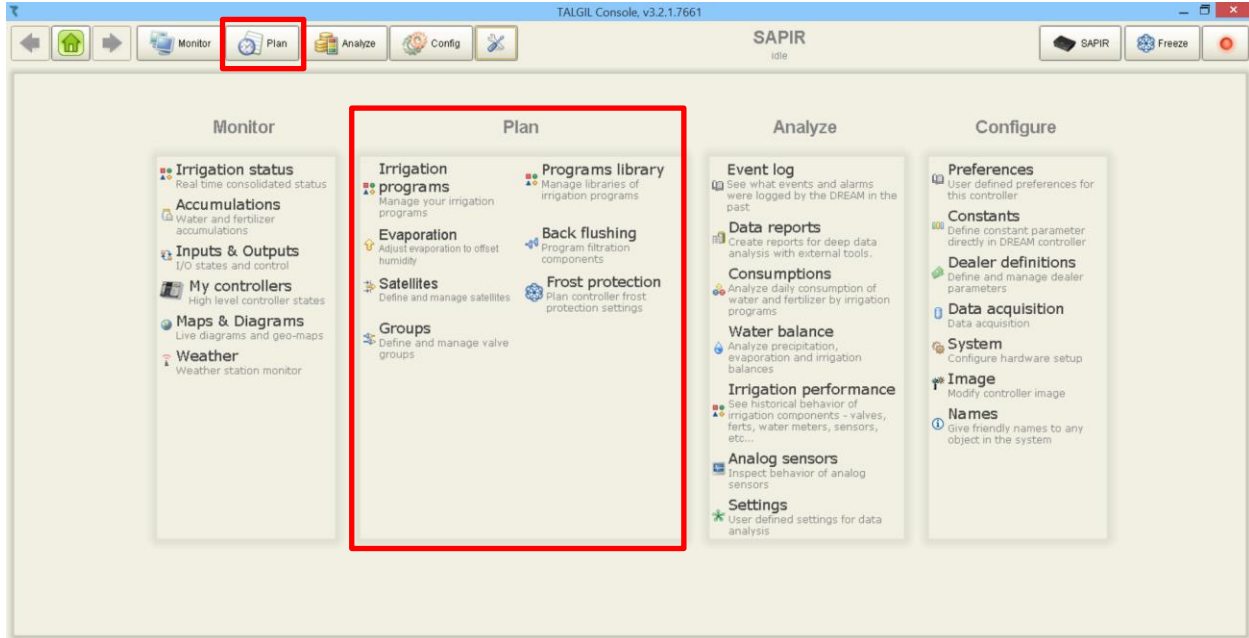 TALGIL Console, v3.2.1.7661
Monitor
Plan
Analyze
Config
SAPIR
idle
SAPIR
Freeze
Monitor
Irrigation status
Real time consolidated status
Accumulations
Water and fertilizer
accumulations
Inputs & Outputs
I/O states and control
My controllers
High level controller states
Maps & Diagrams
Live diagrams and geo-maps
Weather
Weather station monitor
Plan
Irrigation
programs
Manage your irrigation
programs
Evaporation
Adjust evaporation to offset
humidity
Satellites
Define and manage satellites
Groups
Define and manage valve
groups
Programs library
Manage libraries of
irrigation programs
Back flushing
Program filtration
components
Frost protection
Plan controller frost
protection settings
Analyze
Event log
See what events and alarms
were logged by the DREAM in the
past
Data reports
Create reports for deep data
analysis with external tools.
Consumptions
Analyze daily consumption of
water and fertilizer by irrigation
programs
Water balance
Analyze precipitation,
evaporation and irrigation
balances
Irrigation performance
See historical behavior of
irrigation components - valves,
ferts, water meters, sensors,
etc...
Analog sensors
Inspect behavior of analog
sensors
Settings
User defined settings for data
analysis
Configure
Preferences
User defined preferences for
this controller
Constants
Define constant parameter
directly in DREAM controller
Dealer definitions
Define and manage dealer
parameters
Data acquisition
Data acquisition
System
Configure hardware setup
Image
Modify controller image
Names
Give friendly names to any
object in the system